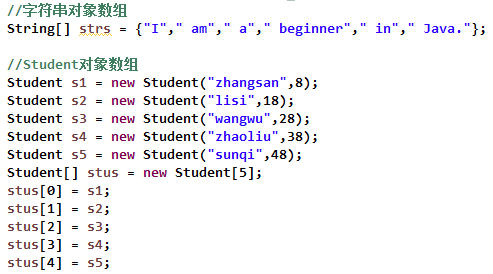 //字符串对象数组
String[] strs = {"I"," am"," a"," beginner"," in"," Java."};
//Student对象数组
Student s1 = new Student("zhangsan",8);
Student s2 = new Student("lisi",18);
Student s3 = new Student("wangwu",28);
Student s4 = new Student("zhaoliu",38);
Student s5 = new Student("sunqi",48);
Student[] stus = new Student[5];
stus[0] = s1;
stus[1] = s2;
stus[2] = s3;
stus[3] = s4;
stus[4] = s5;